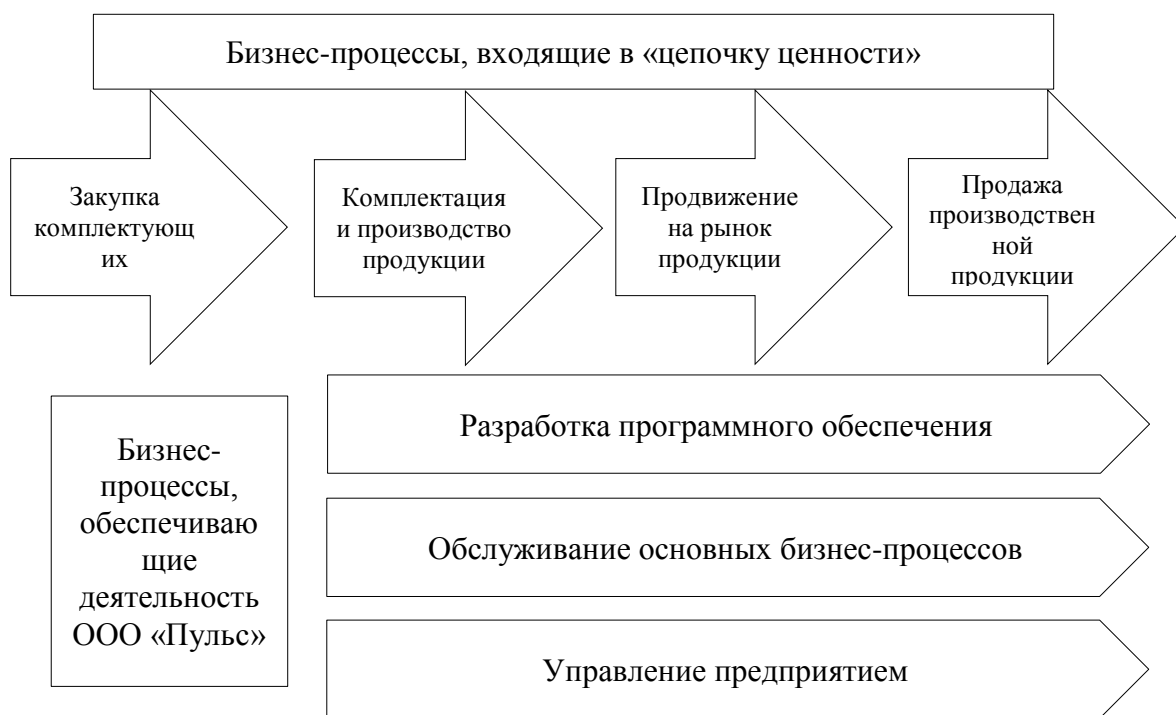 Бизнес-процессы, входящие в «цепочку ценности»
Закупка
комплектующ
их
Комплектация
и производство
продукции
Продвижение
на рынок
продукции
Продажа
производствен
ной
продукции
Бизнес-
процессы,
обеспечиваю
щие
деятельность
ООО «Пульс»
Разработка программного обеспечения
Обслуживание основных бизнес-процессов
Управление предприятием